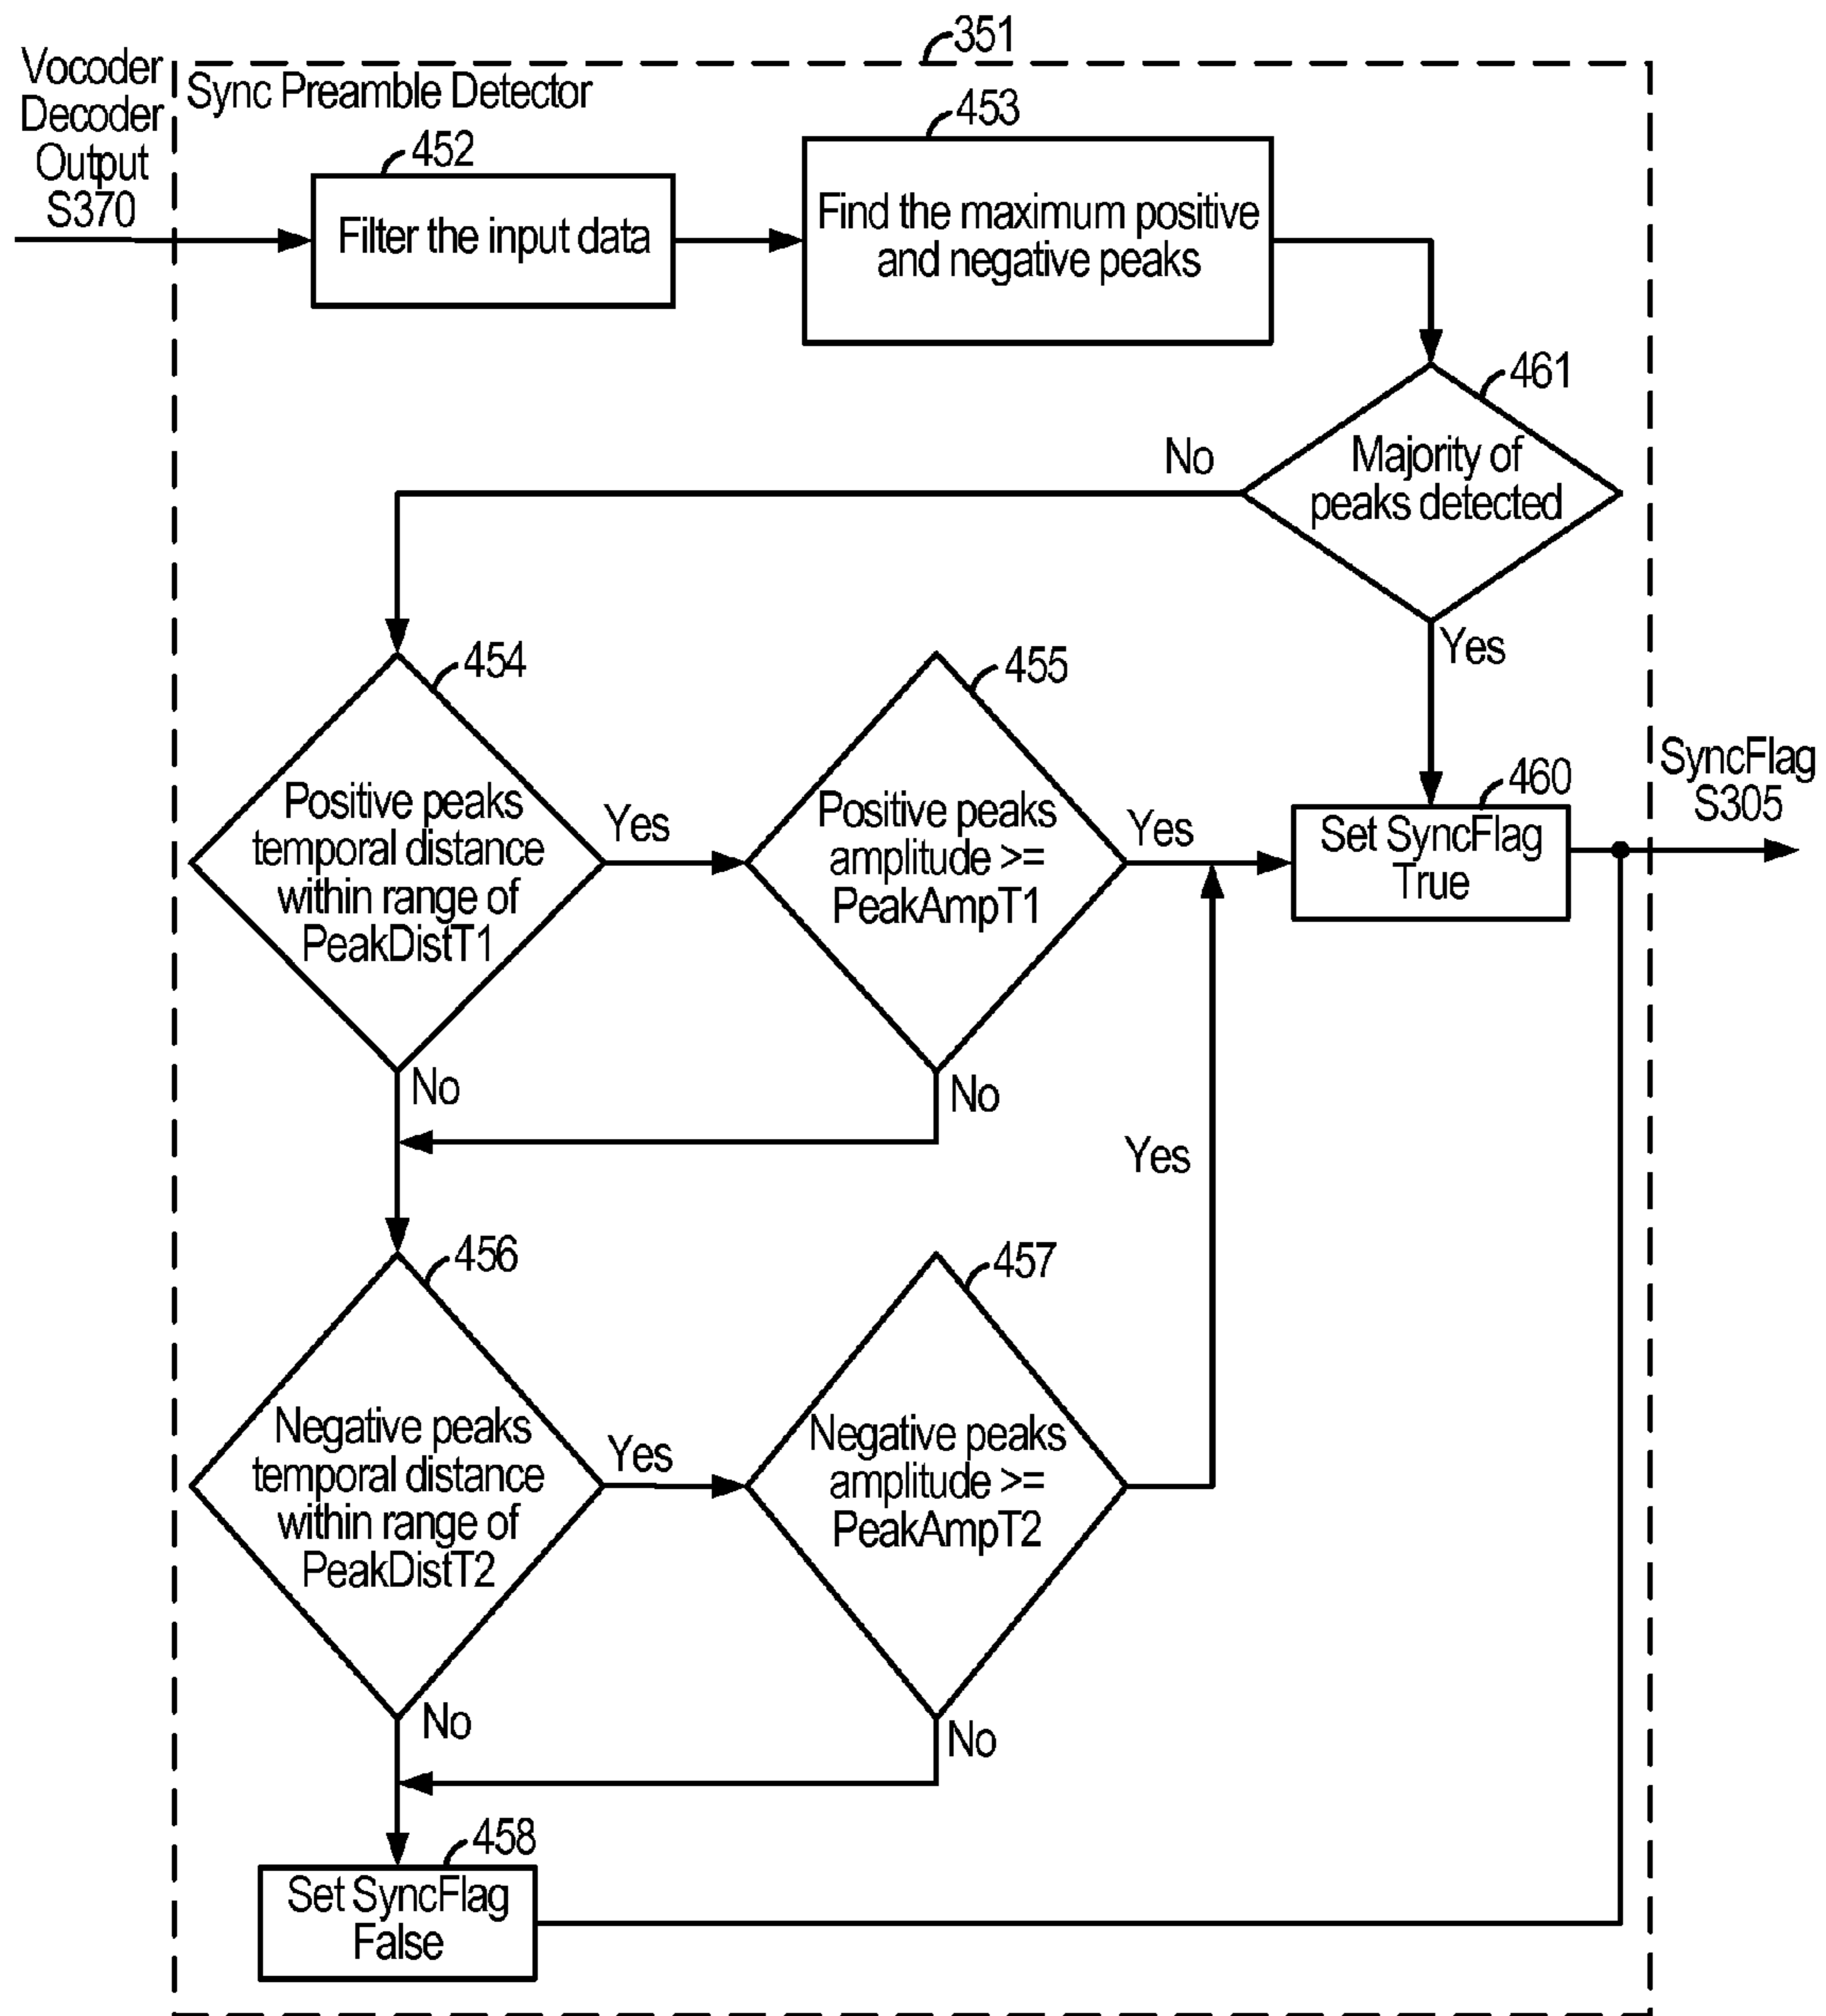 351
Vocoder
Decoder
Output
S370
Sync Preamble Detector
452
Filter the input data
453
Find the maximum positive
and negative peaks
461
Majority of
peaks detected
No
Yes
454
Positive peaks
temporal distance
within range of
PeakDistT1
Yes
No
455
Positive peaks
amplitude >=
PeakAmpT1
Yes
No
460
Set SyncFlag
True
SyncFlag
S305
456
Negative peaks
temporal distance
within range of
PeakDistT2
Yes
No
457
Negative peaks
amplitude >=
PeakAmpT2
Yes
No
458
Set SyncFlag
False